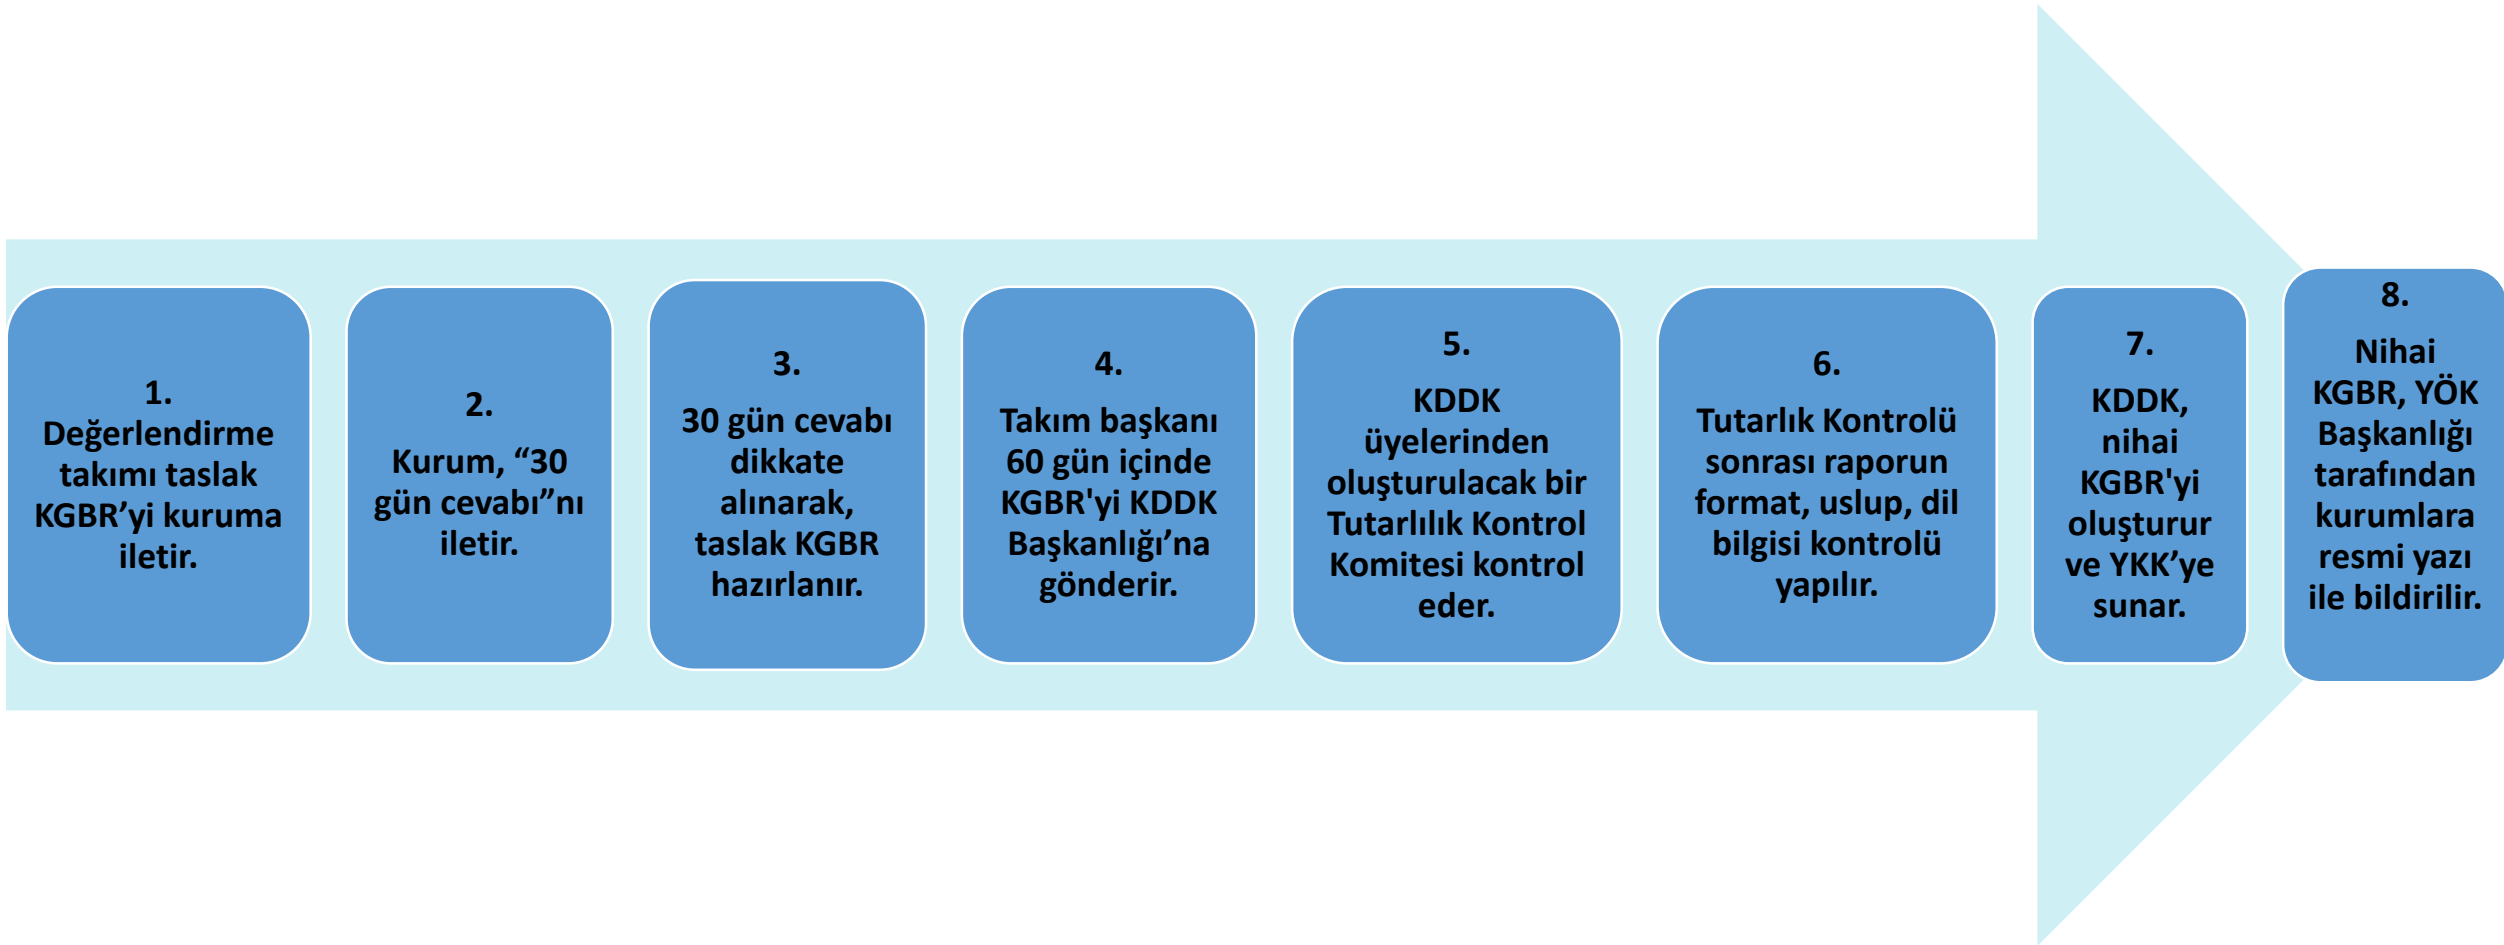 1.
Değerlendirme
takımı taslak
KGBR’yi kuruma
iletir.
2.
Kurum, “30
gün cevabı”nı
iletir.
3.
30 gün cevabı
dikkate
alınarak,
taslak KGBR
hazırlanır.
4.
Takım başkanı
60 gün içinde
KGBR'yi KDDK
Başkanlığı’na
gönderir.
5.
KDDK
üyelerinden
oluşturulacak bir
Tutarlılık Kontrol
Komitesi kontrol
eder.
6.
Tutarlık Kontrolü
sonrası raporun
format, uslup, dil
bilgisi kontrolü
yapılır.
7.
KDDK,
nihai
KGBR'yi
oluşturur
ve YKK’ye
sunar.
8.
Nihai
KGBR, YÖK
Başkanlığı
tarafından
kurumlara
resmi yazı
ile bildirilir.